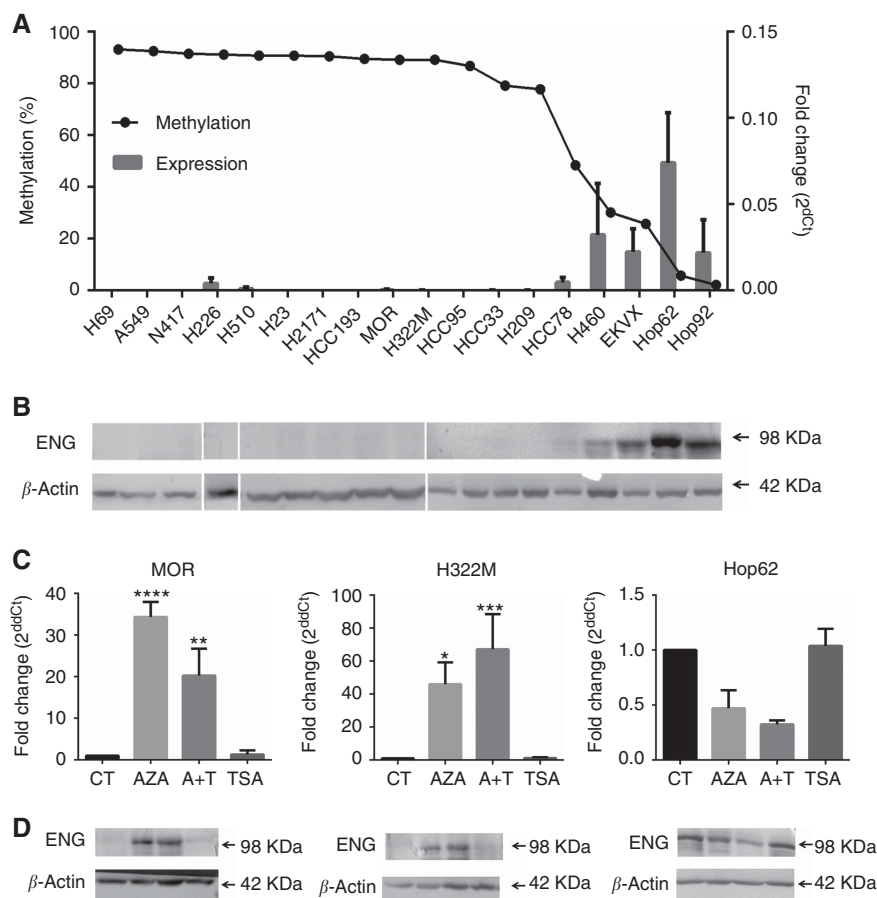 A
100
80
60
40
20
0
Methylation (%)
Methylation
Expression
0.15
0.10
0.05
0.00
Fold change (2^dCt)
H69
A549
N417
H226
H510
H23
H2171
HCC193
MOR
H322M
HCC95
HCC33
H209
HCC78
H460
EKVX
Hop62
Hop92
B
ENG
← 98 KDa
β-Actin
← 42 KDa
C
MOR
Fold change (2^ddCt)
40
30
20
10
0
****
**
CT AZA A+T TSA
H322M
Fold change (2^ddCt)
100
80
60
40
20
0
*
***
CT AZA A+T TSA
Hop62
Fold change (2^ddCt)
1.5
1.0
0.5
0.0
CT AZA A+T TSA
D
ENG
← 98 KDa
β-Actin
← 42 KDa
ENG
← 98 KDa
β-Actin
← 42 KDa
ENG
← 98 KDa
β-Actin
← 42 KDa